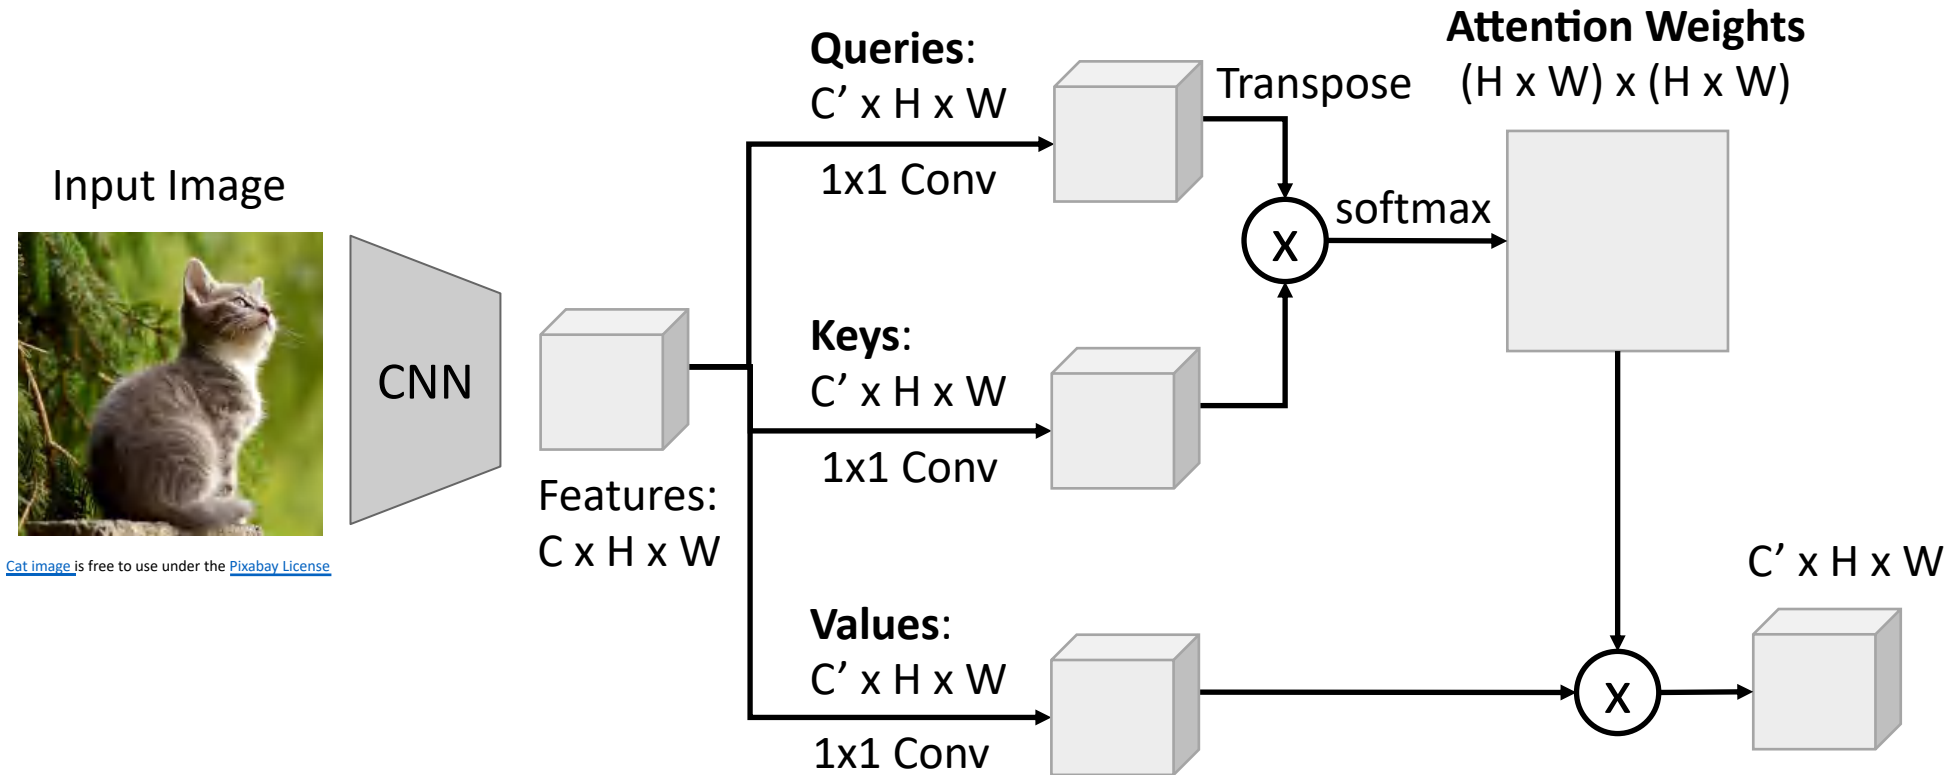 Input Image
Cat image is free to use under the Pixabay License
CNN
Features:
C x H x W
Queries:
C’ x H x W
1x1 Conv
Keys:
C’ x H x W
1x1 Conv
Values:
C’ x H x W
1x1 Conv
Transpose
X
softmax
Attention Weights
(H x W) x (H x W)
X
C’ x H x W